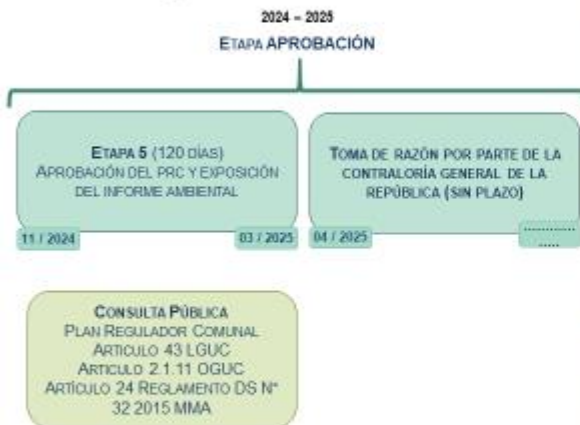 2024 – 2025
ETAPA APROBACIÓN
ETAPA 5 (120 DÍAS)
APROBACIÓN DEL PRC Y EXPOSICIÓN
DEL INFORME AMBIENTAL
11 / 2024
03 / 2025
TOMA DE RAZÓN POR PARTE DE LA
CONTRALORÍA GENERAL DE LA
REPÚBLICA (SIN PLAZO)
04 / 2025
.............
.....
CONSULTA PÚBLICA
PLAN REGULADOR COMUNAL
ARTICULO 43 LGUC
ARTICULO 2.1.11 OGUC
ARTÍCULO 24 REGLAMENTO DS N°
32 2015 MMA